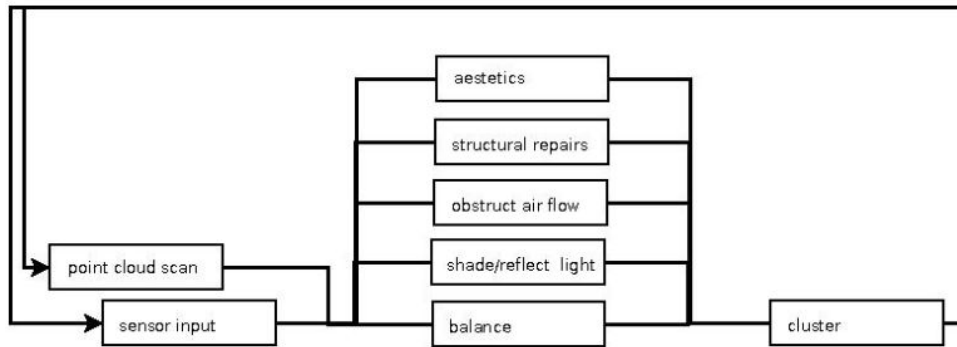 aestetics
structural repairs
obstruct air flow
shade/reflect light
balance
point cloud scan
sensor input
cluster